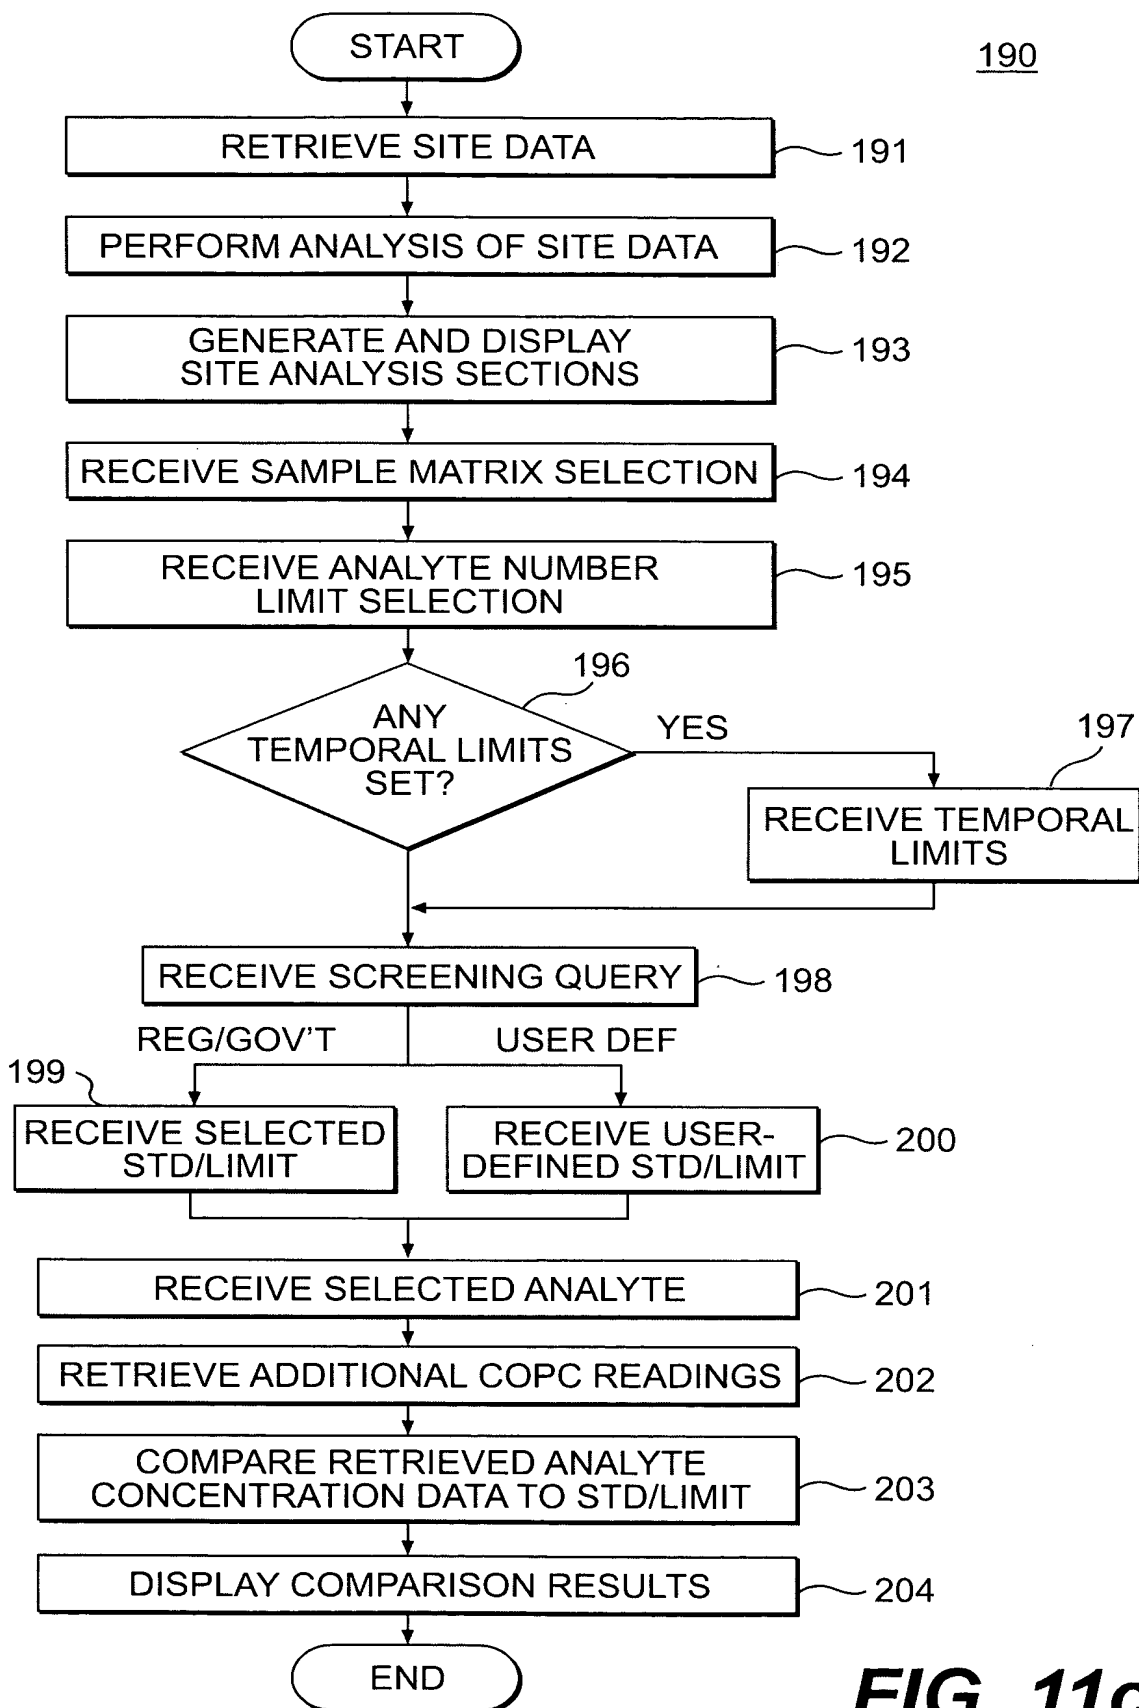 START
190
RETRIEVE SITE DATA
191
PERFORM ANALYSIS OF SITE DATA
192
GENERATE AND DISPLAY
SITE ANALYSIS SECTIONS
193
RECEIVE SAMPLE MATRIX SELECTION
194
RECEIVE ANALYTE NUMBER
LIMIT SELECTION
195
196
ANY
TEMPORAL LIMITS
SET?
YES
197
RECEIVE TEMPORAL
LIMITS
RECEIVE SCREENING QUERY
198
REG/GOV'T
USER DEF
199
RECEIVE SELECTED
STD/LIMIT
RECEIVE USER-
DEFINED STD/LIMIT
200
RECEIVE SELECTED ANALYTE
201
RETRIEVE ADDITIONAL COPC READINGS
202
COMPARE RETRIEVED ANALYTE
CONCENTRATION DATA TO STD/LIMIT
203
DISPLAY COMPARISON RESULTS
204
END
FIG.